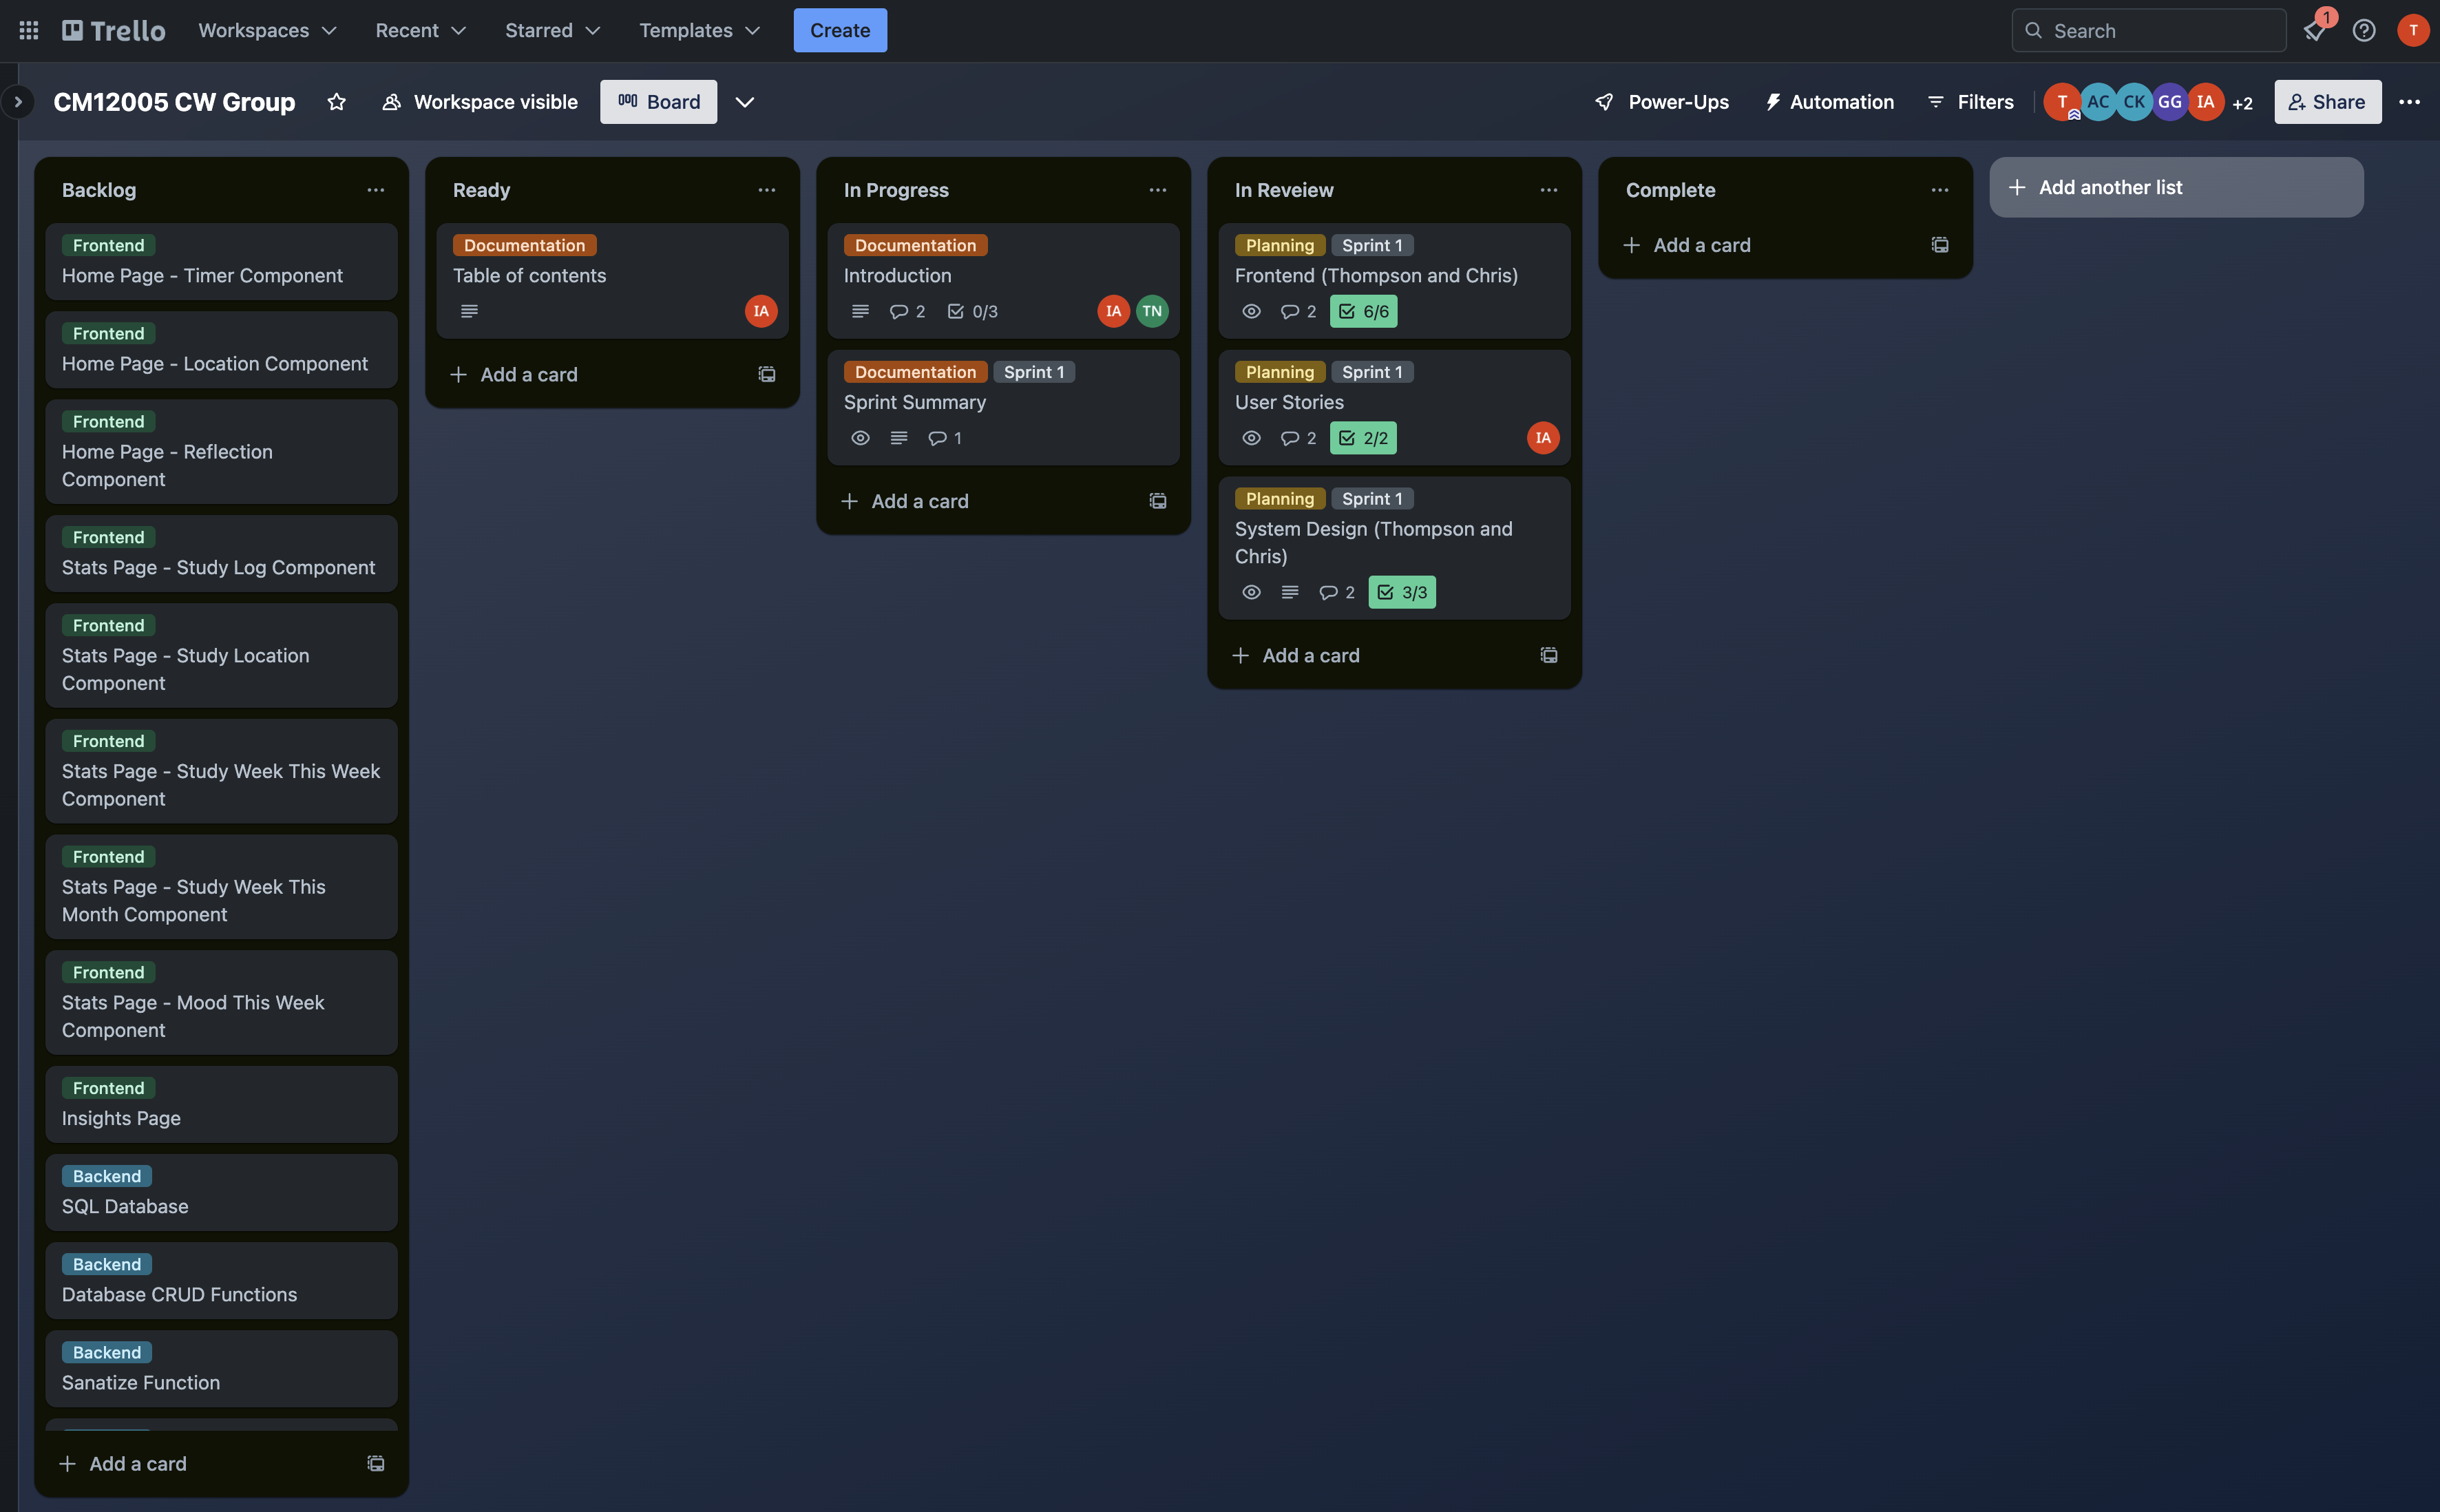 Trello Workspaces Recent Starred Templates Create Search 1 T
CM12005 CW Group Workspace visible Board Power-Ups Automation Filters T AC CK GG IA +2 Share
Backlog
Frontend
Home Page - Timer Component
Frontend
Home Page - Location Component
Frontend
Home Page - Reflection
Component
Frontend
Stats Page - Study Log Component
Frontend
Stats Page - Study Location
Component
Frontend
Stats Page - Study Week This Week
Component
Frontend
Stats Page - Study Week This
Month Component
Frontend
Stats Page - Mood This Week
Component
Frontend
Insights Page
Backend
SQL Database
Backend
Database CRUD Functions
Backend
Sanatize Function
Add a card
Ready
Documentation
Table of contents
IA
Add a card
In Progress
Documentation
Introduction
2 0/3 IA TN
Documentation Sprint 1
Sprint Summary
1
Add a card
In Reveiew
Planning Sprint 1
Frontend (Thompson and Chris)
2 6/6
Planning Sprint 1
User Stories
2 2/2 IA
Planning Sprint 1
System Design (Thompson and
Chris)
2 3/3
Add a card
Complete
Add a card
Add another list